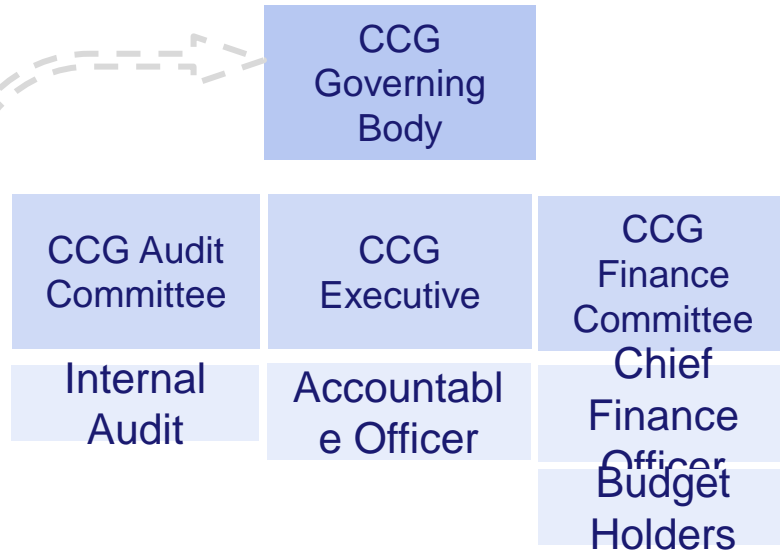 CCG
Governing
Body
CCG Audit
Committee
CCG
Executive
CCG
Finance
Committee
Internal
Audit
Accountabl
e Officer
Chief
Finance
Officer
Budget
Holders